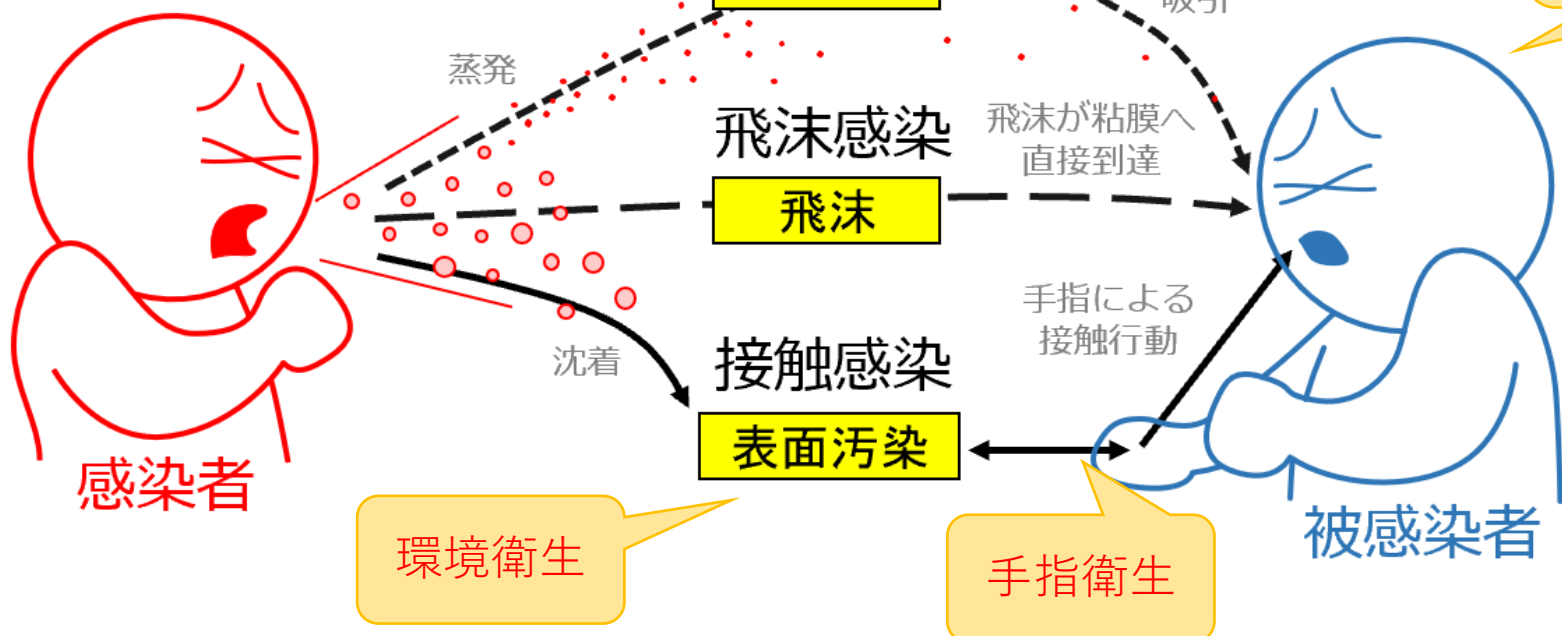 吸引
蒸発
飛沫感染
飛沫が粘膜へ
直接到達
飛沫
手指による
接触行動
沈着
接触感染
表面汚染
感染者
被感染者
環境衛生
手指衛生